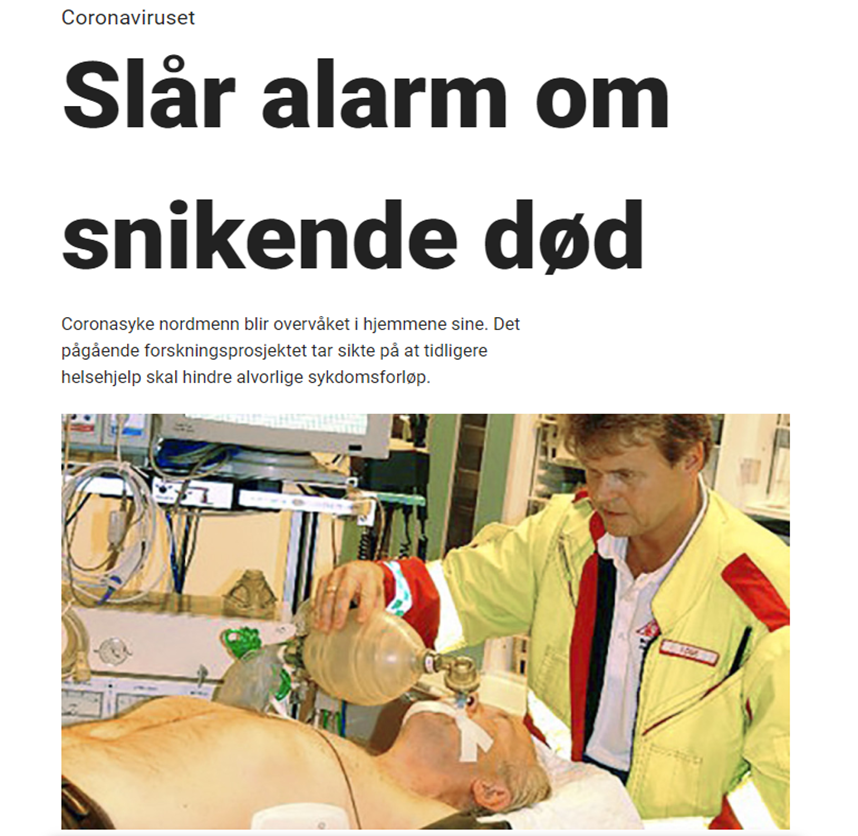 Coronaviruset
Slår alarm om
snikende død
Coronasyke nordmenn blir overvåket i hjemmene sine. Det
pågående forskningsprosjektet tar sikte på at tidligere
helsehjelp skal hindre alvorlige sykdomsforløp.